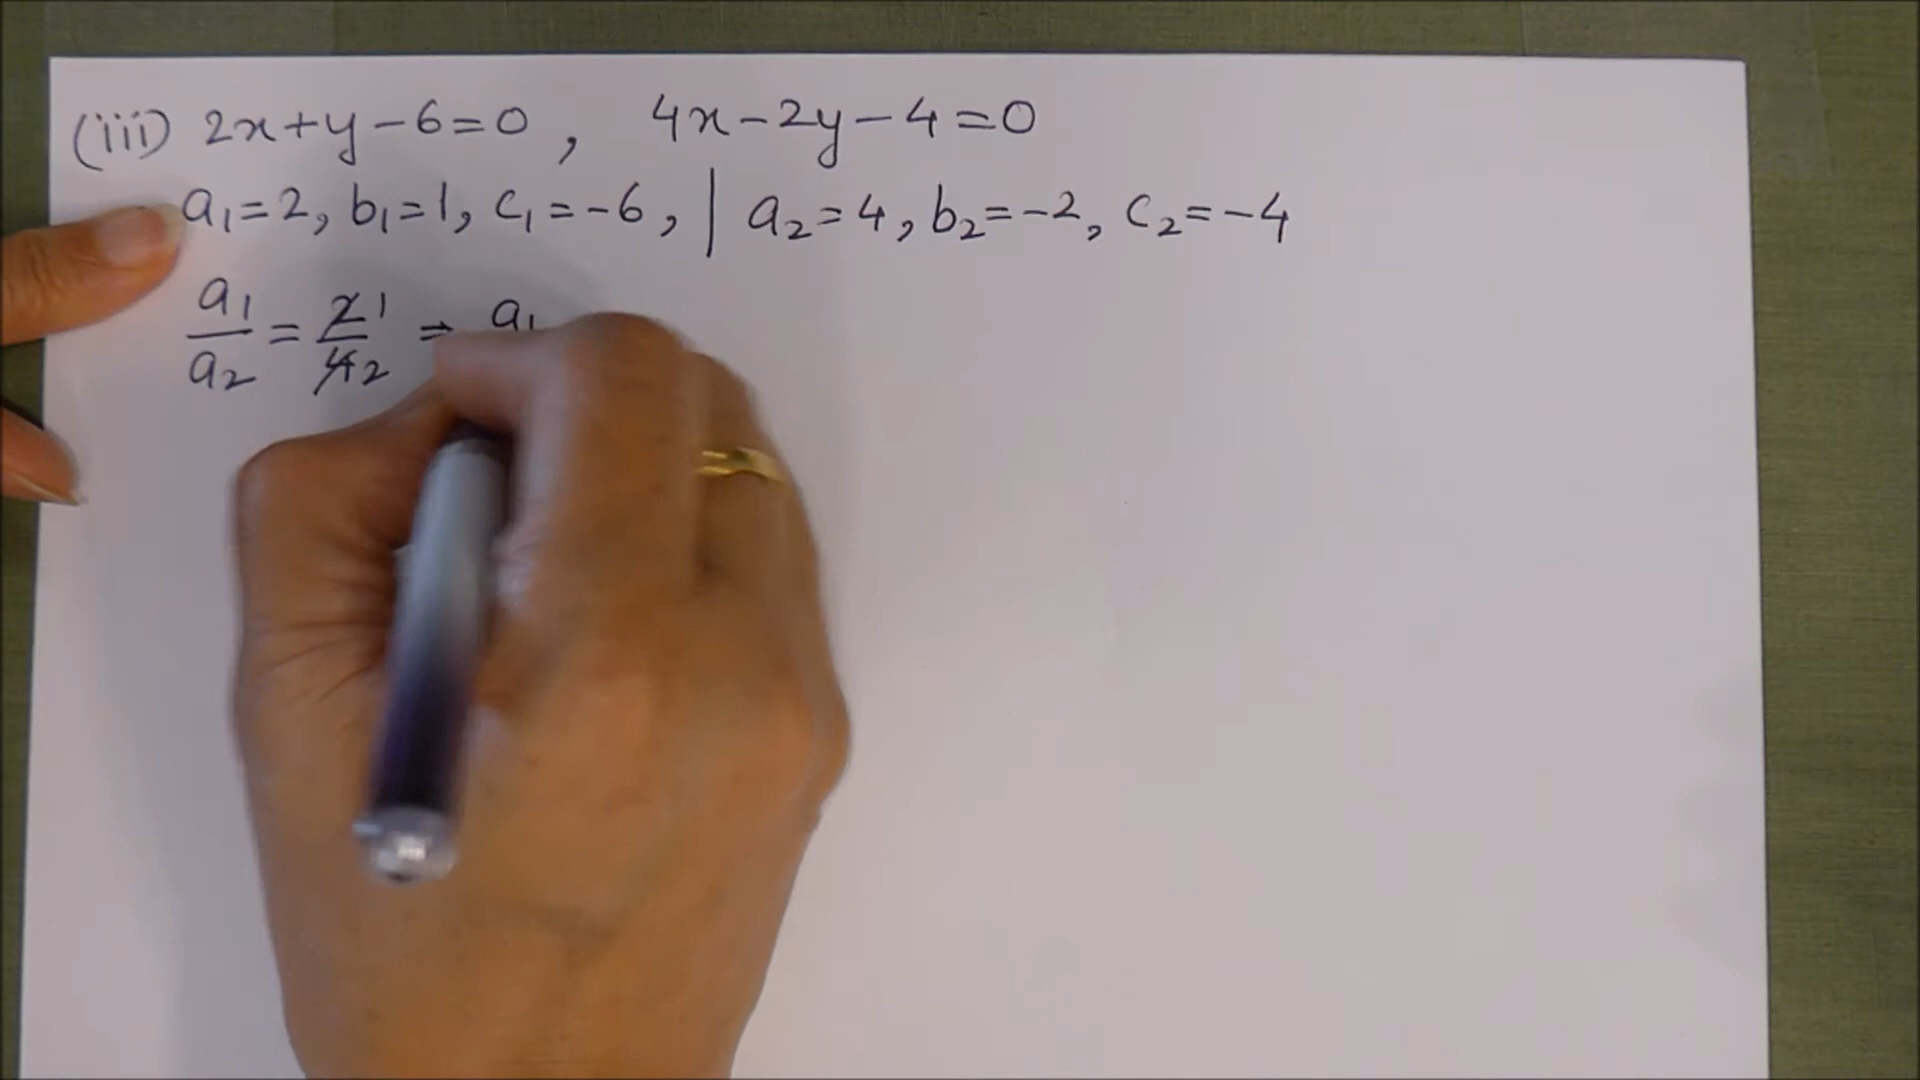 (iii) 2x+y-6=0, 4x-2y-4=0
a₁=2, b₁=1, c₁=-6, | a₂=4, b₂=-2, c₂=-4
a₁/a₂ = 2̸ 1/4̸ 2 ⇒ a₁